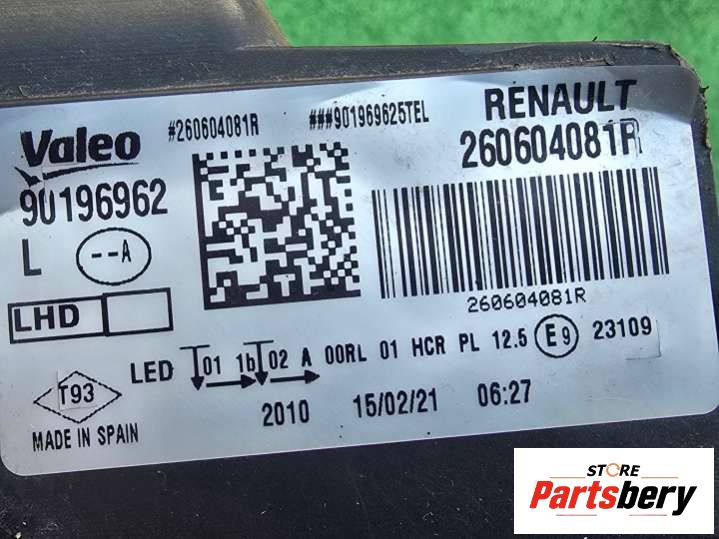 Valeo
#260604081R
###901969625TEL
RENAULT
260604081R
90196962
L --A
LHD
260604081R
LED 01 1b 02 A 00RL 01 HCR PL 12.5 E9 23109
T93
2010 15/02/21 06:27
MADE IN SPAIN
STORE
Partsbery